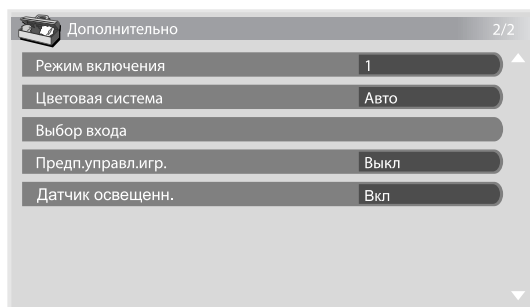 Дополнительно 2/2
Режим включения 1
Цветовая система Авто
Выбор входа
Предп.управл.игр. Выкл
Датчик освещенн. Вкл